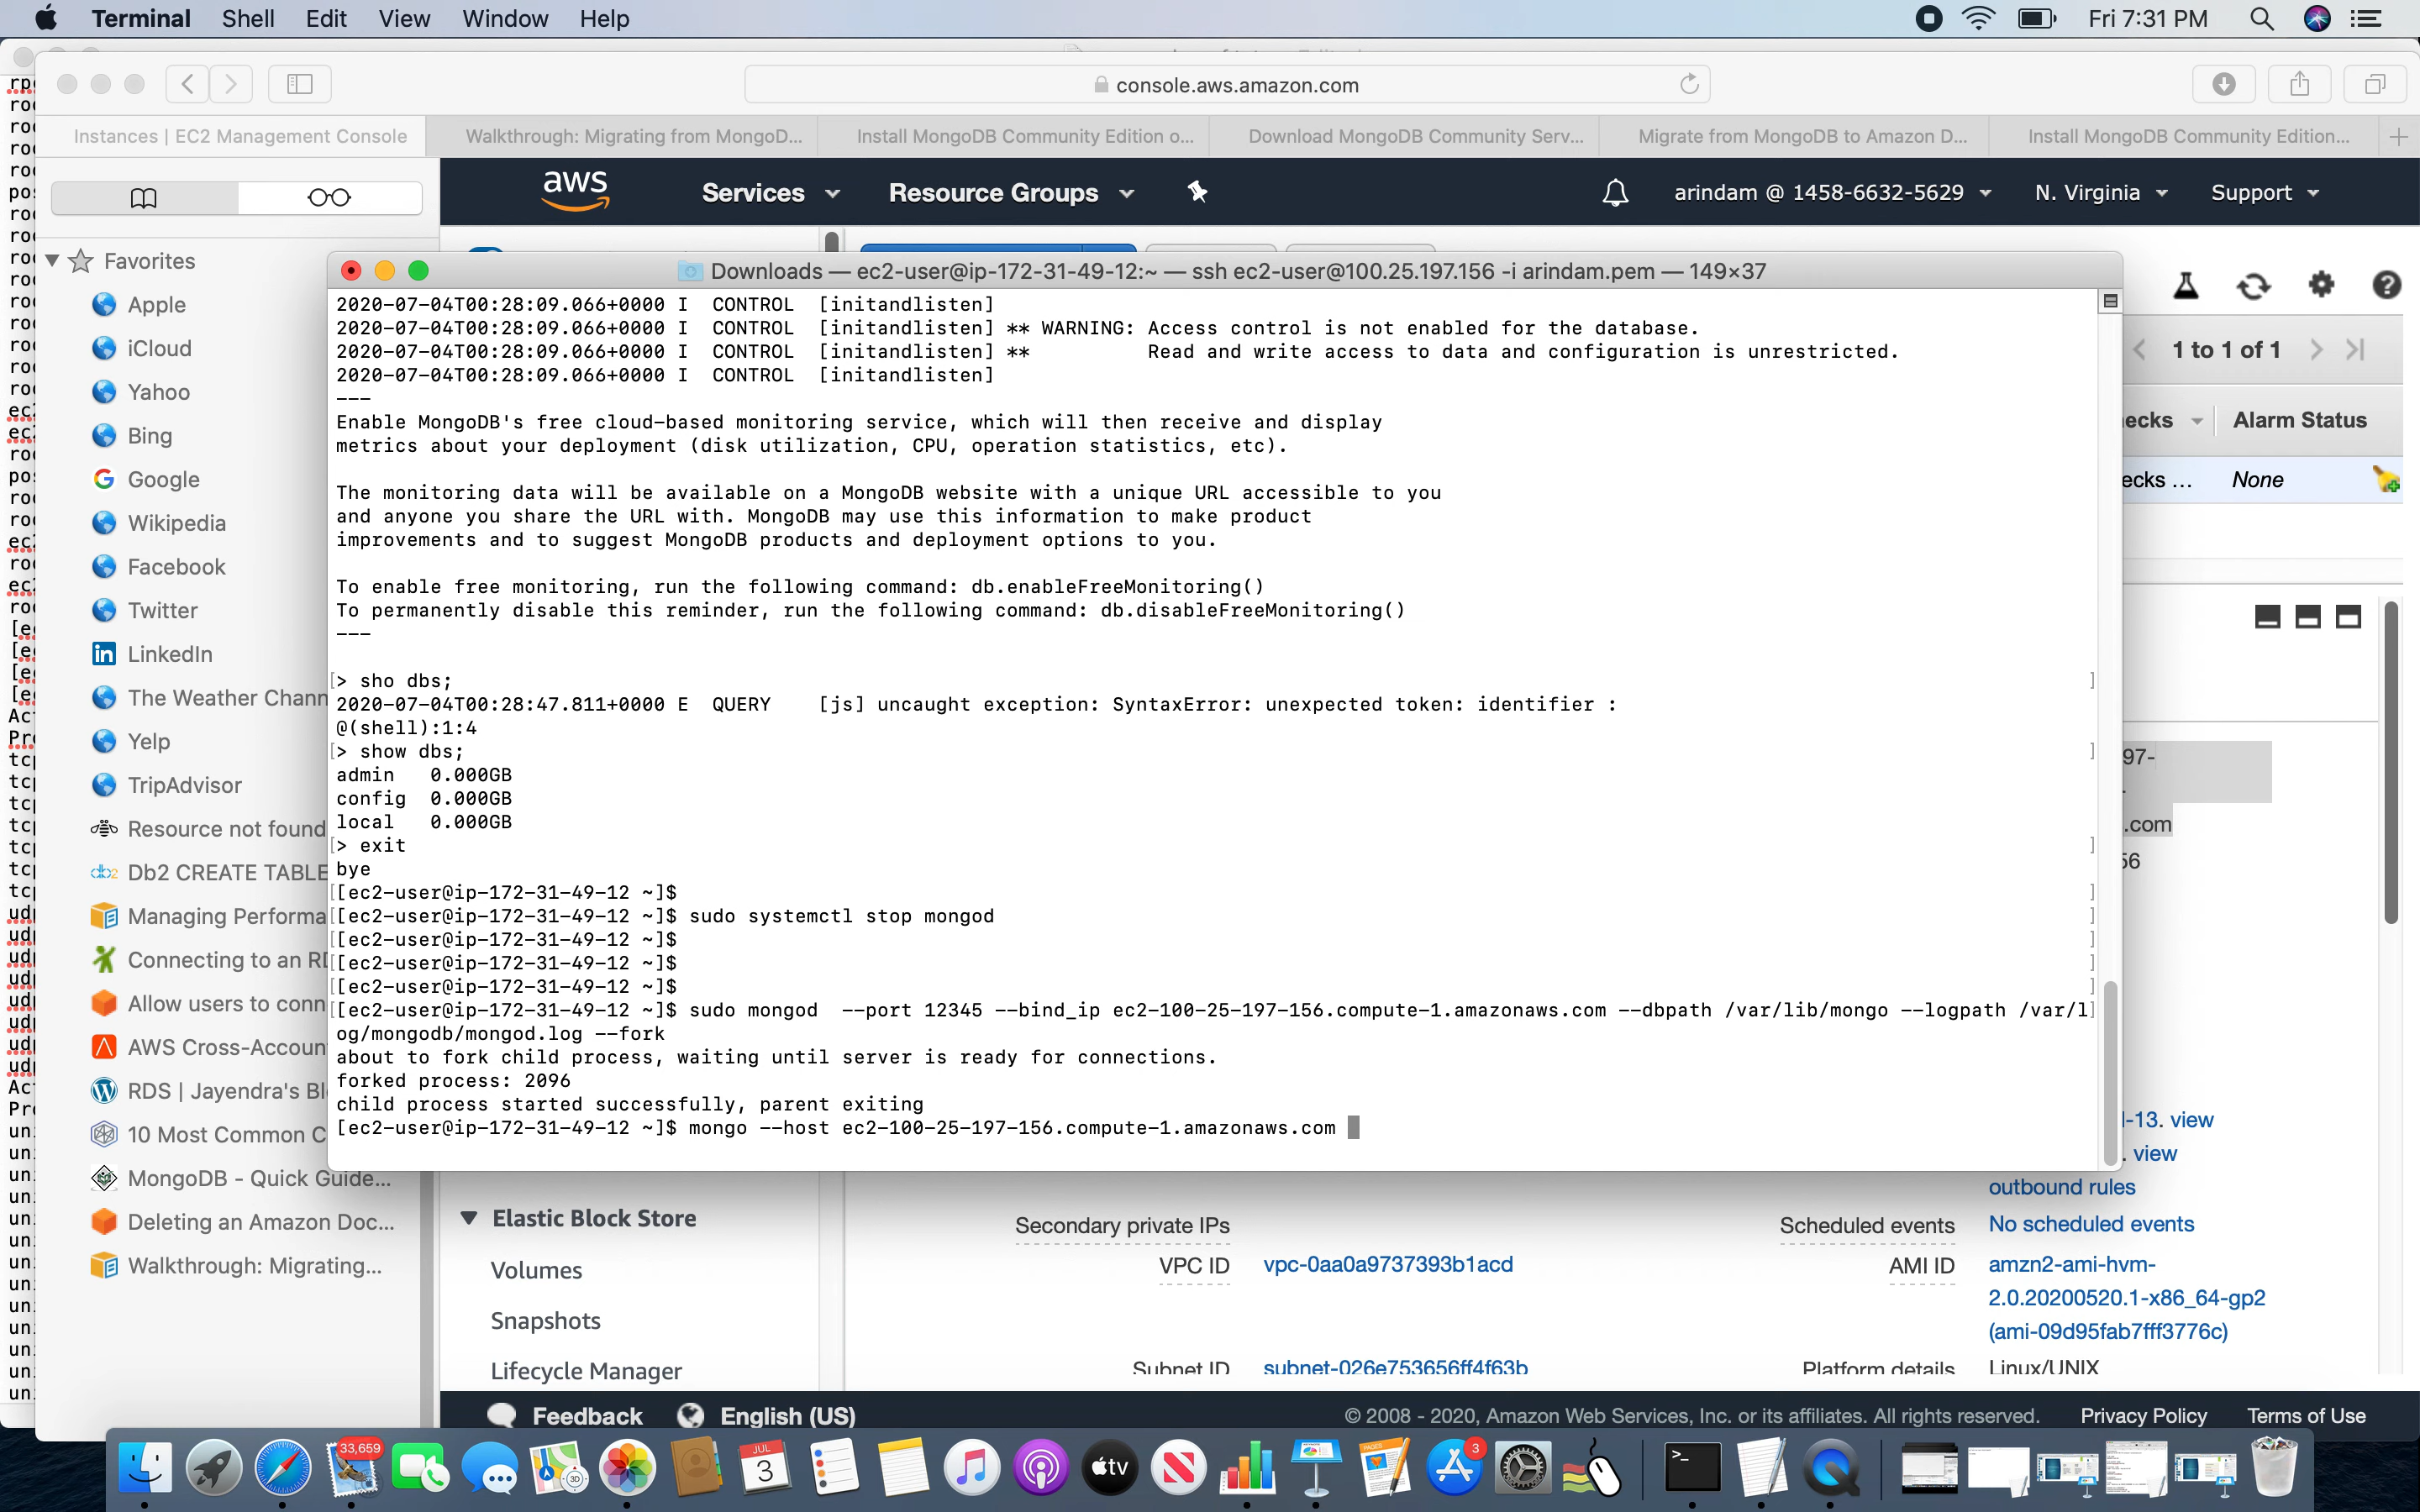 Terminal Shell Edit View Window Help
Fri 7:31 PM
console.aws.amazon.com
Instances | EC2 Management Console
Walkthrough: Migrating from MongoD...
Install MongoDB Community Edition o...
Download MongoDB Community Serv...
Migrate from MongoDB to Amazon D...
Install MongoDB Community Edition...
aws Services Resource Groups
arindam @ 1458-6632-5629 N. Virginia Support
Favorites
Apple
iCloud
Yahoo
Bing
Google
Wikipedia
Facebook
Twitter
LinkedIn
The Weather Chann
Yelp
TripAdvisor
Resource not found
Db2 CREATE TABLE
Managing Performa
Connecting to an RD
Allow users to conn
AWS Cross-Accoun
RDS | Jayendra's Bl
10 Most Common C
MongoDB - Quick Guide...
Deleting an Amazon Doc...
Walkthrough: Migrating...
Downloads — ec2-user@ip-172-31-49-12:~ — ssh ec2-user@100.25.197.156 -i arindam.pem — 149×37
2020-07-04T00:28:09.066+0000 I  CONTROL  [initandlisten]
2020-07-04T00:28:09.066+0000 I  CONTROL  [initandlisten] ** WARNING: Access control is not enabled for the database.
2020-07-04T00:28:09.066+0000 I  CONTROL  [initandlisten] **          Read and write access to data and configuration is unrestricted.
2020-07-04T00:28:09.066+0000 I  CONTROL  [initandlisten]
---
Enable MongoDB's free cloud-based monitoring service, which will then receive and display
metrics about your deployment (disk utilization, CPU, operation statistics, etc).
The monitoring data will be available on a MongoDB website with a unique URL accessible to you
and anyone you share the URL with. MongoDB may use this information to make product
improvements and to suggest MongoDB products and deployment options to you.
To enable free monitoring, run the following command: db.enableFreeMonitoring()
To permanently disable this reminder, run the following command: db.disableFreeMonitoring()
---
[> sho dbs; ]
2020-07-04T00:28:47.811+0000 E  QUERY    [js] uncaught exception: SyntaxError: unexpected token: identifier :
@(shell):1:4
[> show dbs; ]
admin   0.000GB
config  0.000GB
local   0.000GB
[> exit ]
bye
[[ec2-user@ip-172-31-49-12 ~]$ ]
[[ec2-user@ip-172-31-49-12 ~]$ sudo systemctl stop mongod ]
[[ec2-user@ip-172-31-49-12 ~]$ ]
[[ec2-user@ip-172-31-49-12 ~]$ ]
[[ec2-user@ip-172-31-49-12 ~]$ ]
[[ec2-user@ip-172-31-49-12 ~]$ sudo mongod  --port 12345 --bind_ip ec2-100-25-197-156.compute-1.amazonaws.com --dbpath /var/lib/mongo --logpath /var/l]
og/mongodb/mongod.log --fork
about to fork child process, waiting until server is ready for connections.
forked process: 2096
child process started successfully, parent exiting
[ec2-user@ip-172-31-49-12 ~]$ mongo --host ec2-100-25-197-156.compute-1.amazonaws.com
1 to 1 of 1
ecks Alarm Status
ecks ... None
97-
.com
56
l-13. view
. view
outbound rules
Elastic Block Store
Volumes
Snapshots
Lifecycle Manager
Secondary private IPs
VPC ID vpc-0aa0a9737393b1acd
Subnet ID subnet-026e753656ff4f63b
Scheduled events No scheduled events
AMI ID amzn2-ami-hvm-
2.0.20200520.1-x86_64-gp2
(ami-09d95fab7fff3776c)
Platform details Linux/UNIX
Feedback English (US)
© 2008 - 2020, Amazon Web Services, Inc. or its affiliates. All rights reserved. Privacy Policy Terms of Use
33,659
JUL
3
tv
PAGES
3